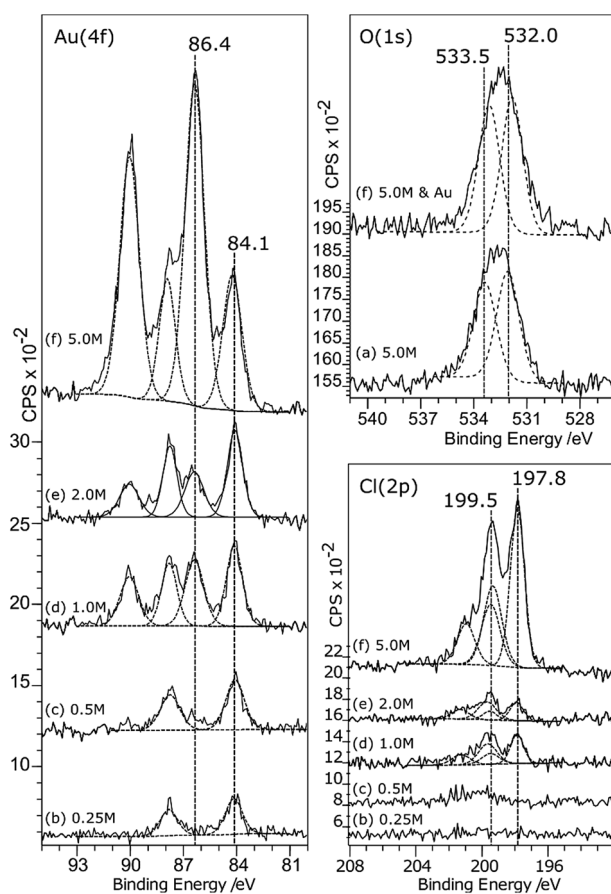 Au(4f)
86.4
84.1
(f) 5.0M
(e) 2.0M
(d) 1.0M
(c) 0.5M
(b) 0.25M
CPS x 10⁻²
30
25
20
15
10
93 90 87 84 81
Binding Energy /eV
O(1s)
532.0
533.5
CPS x 10⁻²
(f) 5.0M & Au
195
190
185
180
175
170
165
160
155
(a) 5.0M
540 537 534 531 528
Binding Energy /eV
Cl(2p)
197.8
199.5
CPS x 10⁻²
(f) 5.0M
22
20
18
16
14
12
10
8
6
(e) 2.0M
(d) 1.0M
(c) 0.5M
(b) 0.25M
208 204 200 196
Binding Energy /eV